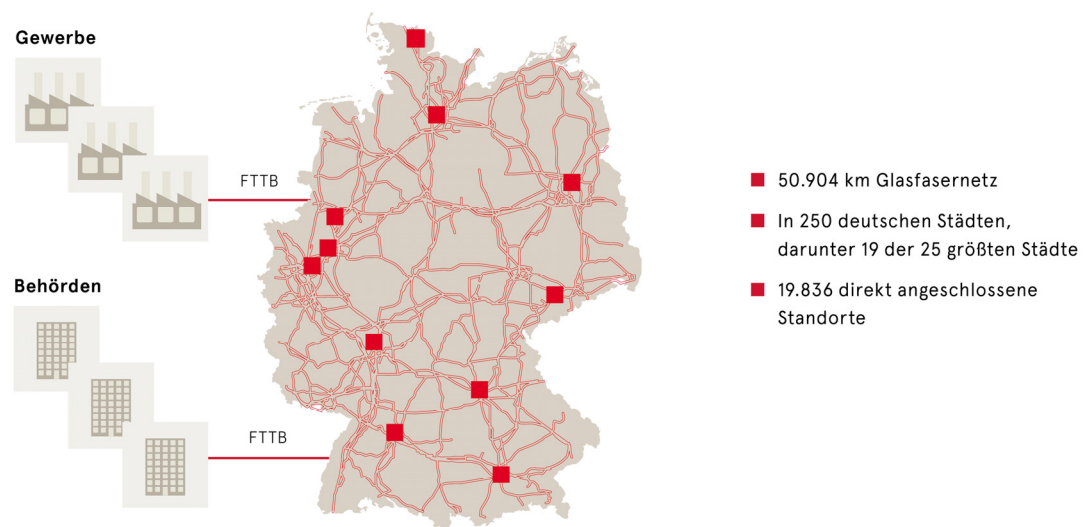 Gewerbe
FTTB
Behörden
FTTB
50.904 km Glasfasernetz
In 250 deutschen Städten,
darunter 19 der 25 größten Städte
19.836 direkt angeschlossene
Standorte